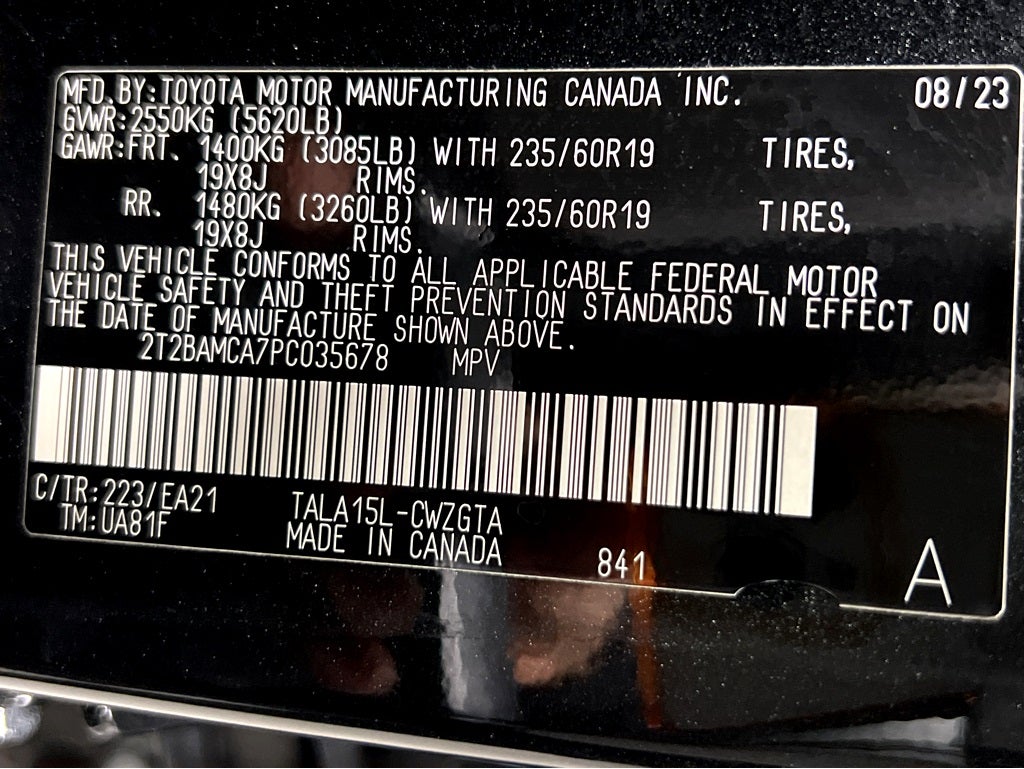 MFD. BY:TOYOTA MOTOR MANUFACTURING CANADA INC. 08/23
GVWR:2550KG (5620LB)
GAWR:FRT. 1400KG (3085LB) WITH 235/60R19 TIRES,
19X8J RIMS.
RR. 1480KG (3260LB) WITH 235/60R19 TIRES,
19X8J RIMS.
THIS VEHICLE CONFORMS TO ALL APPLICABLE FEDERAL MOTOR
VEHICLE SAFETY AND THEFT PREVENTION STANDARDS IN EFFECT ON
THE DATE OF MANUFACTURE SHOWN ABOVE.
2T2BAMCA7PC035678 MPV
C/TR:223/EA21 TALA15L-CWZGTA
TM:UA81F MADE IN CANADA 841 A